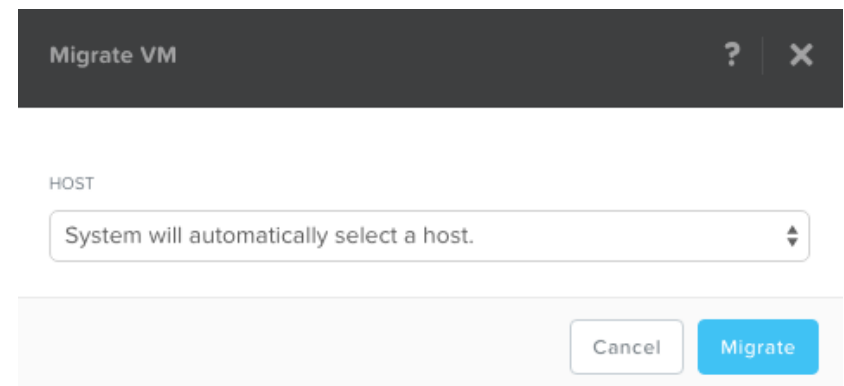 Migrate VM ?
HOST
System will automatically select a host.
Cancel Migrate